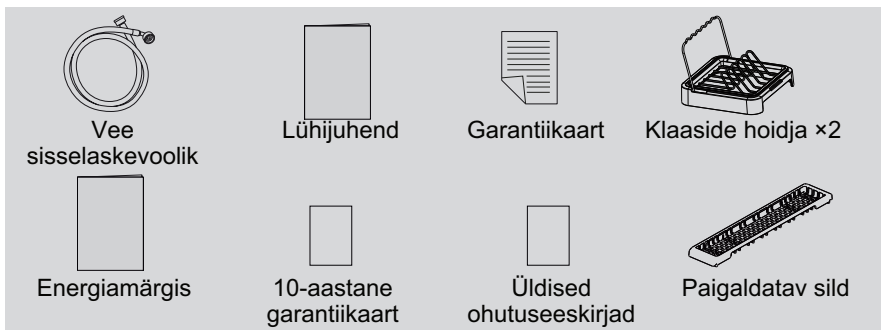 Vee
sisselaskevoolik
Lühijuhend
Garantiikaart
Klaaside hoidja ×2
Energiamärgis
10-aastane
garantiikaart
Üldised
ohutuseeskirjad
Paigaldatav sild